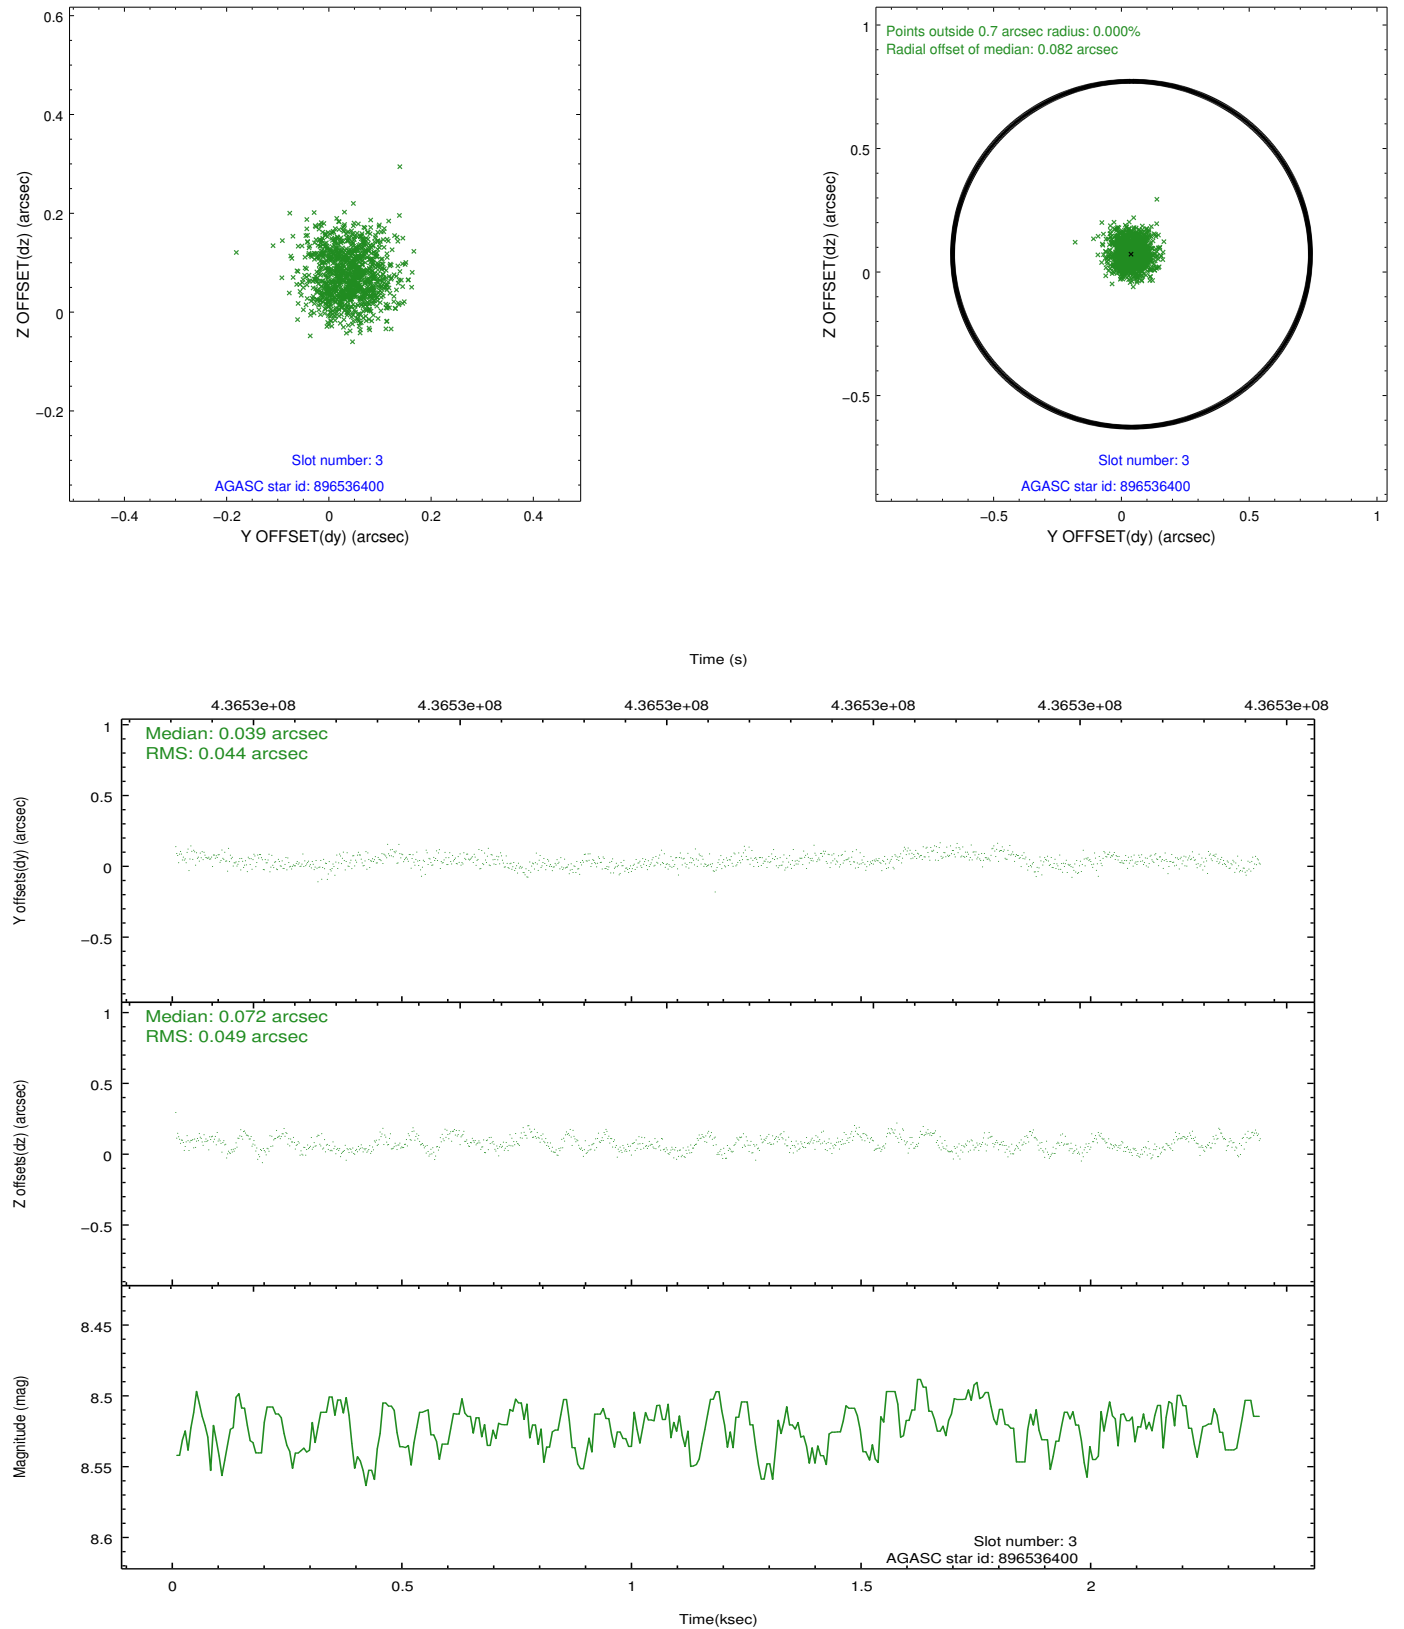 0.6
0.4
0.2
0
−0.2
Z OFFSET(dz) (arcsec)
Slot number: 3
AGASC star id: 896536400
−0.4
−0.2
0
0.2
0.4
Y OFFSET(dy) (arcsec)
Points outside 0.7 arcsec radius: 0.000%
Radial offset of median: 0.082 arcsec
1
0.5
0
−0.5
Z OFFSET(dz) (arcsec)
Slot number: 3
AGASC star id: 896536400
−0.5
0
0.5
1
Y OFFSET(dy) (arcsec)
Time (s)
4.3653e+08 4.3653e+08 4.3653e+08 4.3653e+08 4.3653e+08 4.3653e+08
Median: 0.039 arcsec
RMS: 0.044 arcsec
1
0.5
0
−0.5
Y offsets(dy) (arcsec)
Median: 0.072 arcsec
RMS: 0.049 arcsec
1
0.5
0
−0.5
Z offsets(dz) (arcsec)
8.45
8.5
8.55
8.6
Magnitude (mag)
Slot number: 3
AGASC star id: 896536400
0
0.5
1
1.5
2
Time(ksec)